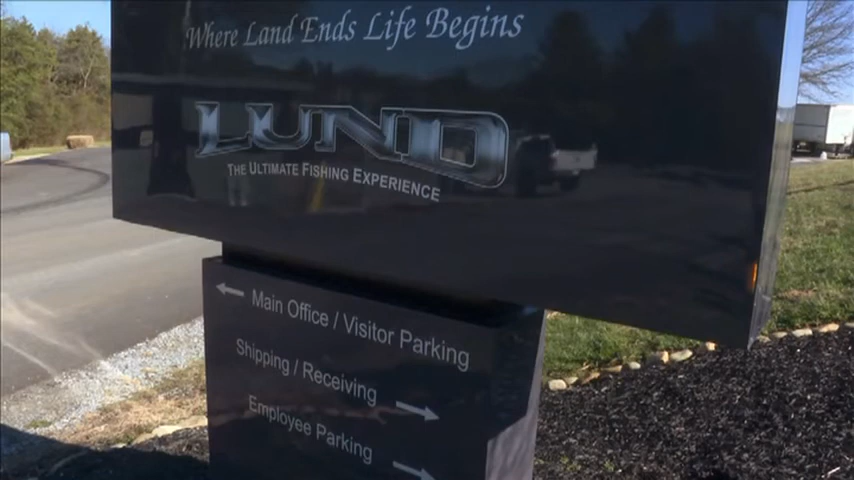 Where Land Ends Life Begins
LUND
THE ULTIMATE FISHING EXPERIENCE
Main Office / Visitor Parking
Shipping / Receiving
Employee Parking